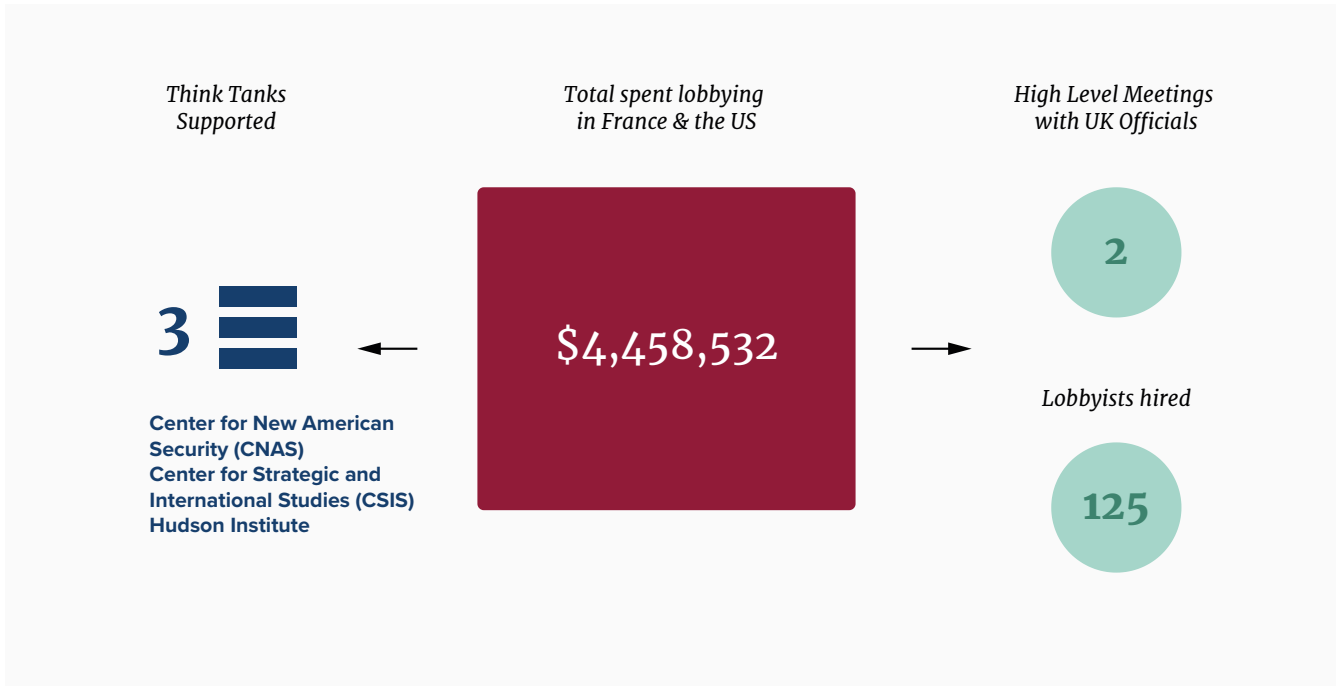 Think Tanks
Supported
3
Center for New American
Security (CNAS)
Center for Strategic and
International Studies (CSIS)
Hudson Institute
Total spent lobbying
in France & the US
$4,458,532
High Level Meetings
with UK Officials
2
Lobbyists hired
125